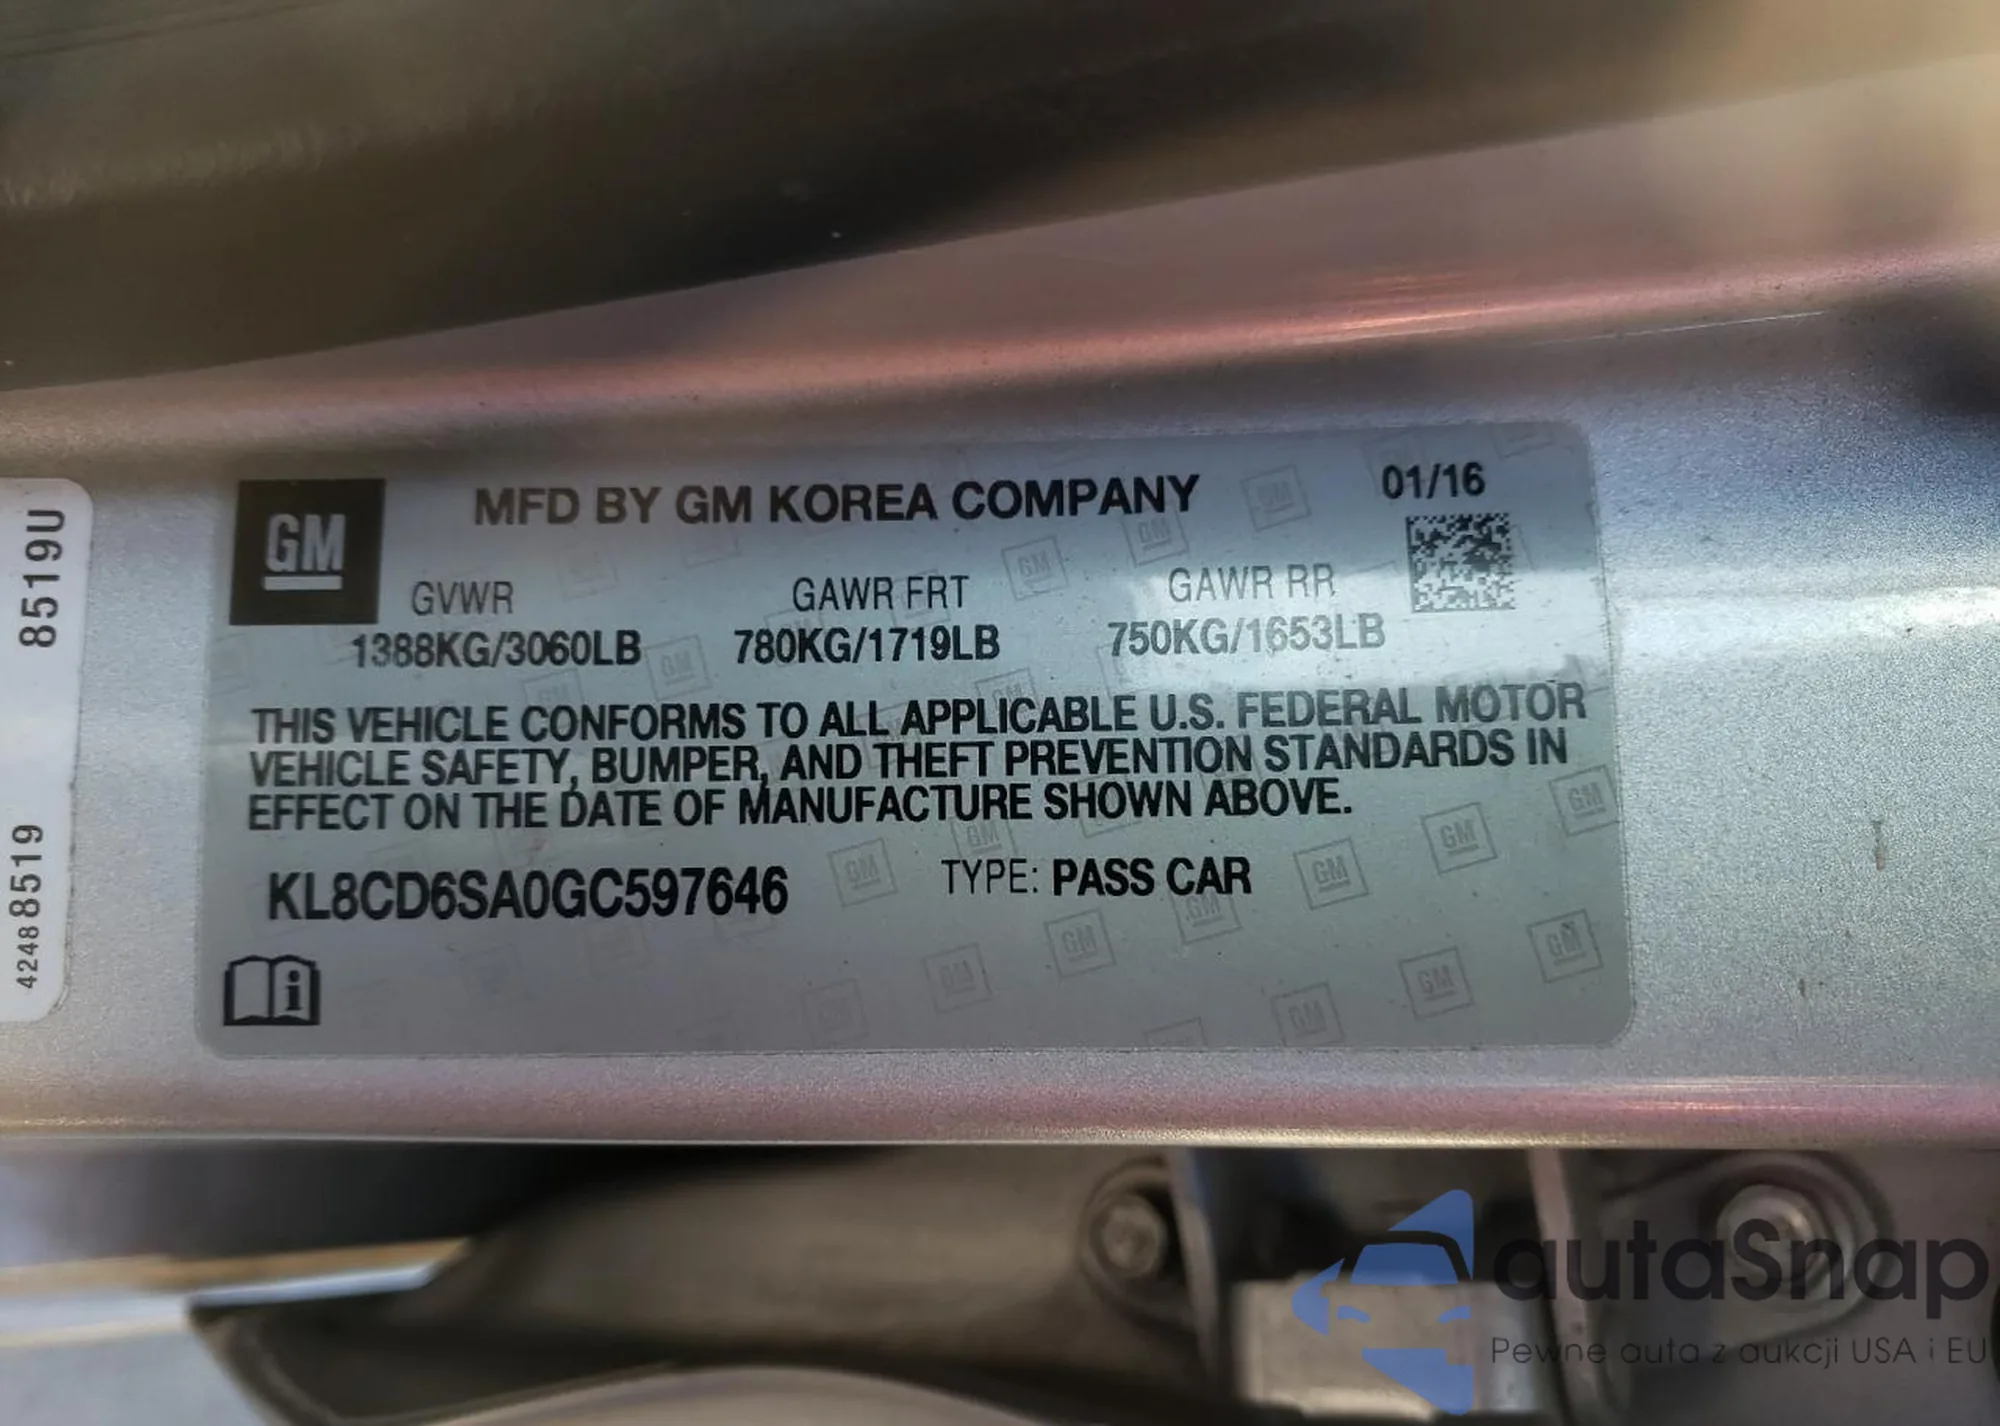 GM
MFD BY GM KOREA COMPANY
01/16
GVWR GAWR FRT GAWR RR
1388KG/3060LB 780KG/1719LB 750KG/1653LB
THIS VEHICLE CONFORMS TO ALL APPLICABLE U.S. FEDERAL MOTOR
VEHICLE SAFETY, BUMPER, AND THEFT PREVENTION STANDARDS IN
EFFECT ON THE DATE OF MANUFACTURE SHOWN ABOVE.
KL8CD6SA0GC597646 TYPE: PASS CAR
42488519 8519U
autaSnap
Pewne auta z aukcji USA i EU